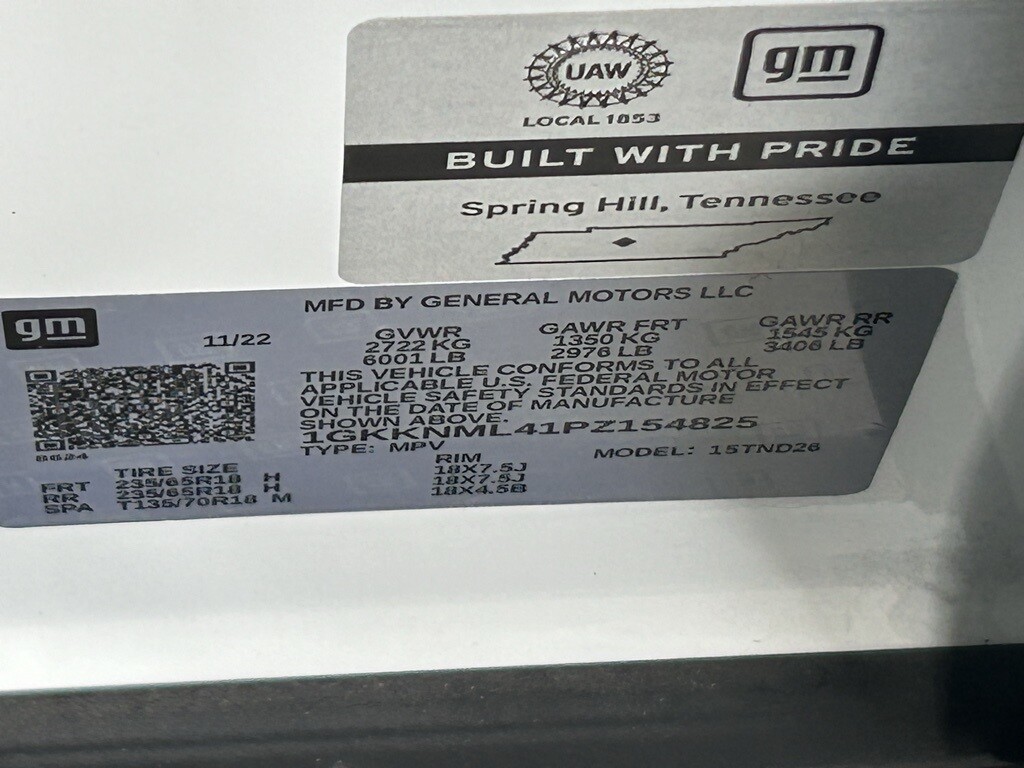 UAW
gm
LOCAL 1853
BUILT WITH PRIDE
Spring Hill, Tennessee
MFD BY GENERAL MOTORS LLC
gm
11/22
GVWR GAWR FRT GAWR RR
2722 KG 1350 KG 1545 KG
6001 LB 2976 LB 3406 LB
THIS VEHICLE CONFORMS TO ALL
APPLICABLE U.S. FEDERAL MOTOR
VEHICLE SAFETY STANDARDS IN EFFECT
ON THE DATE OF MANUFACTURE
SHOWN ABOVE.
1GKKNML41PZ154825
TYPE: MPV MODEL: 15TND26
TIRE SIZE RIM
FRT 235/65R18 H 18X7.5J
RR 235/65R18 H 18X7.5J
SPA T135/70R18 M 18X4.5B